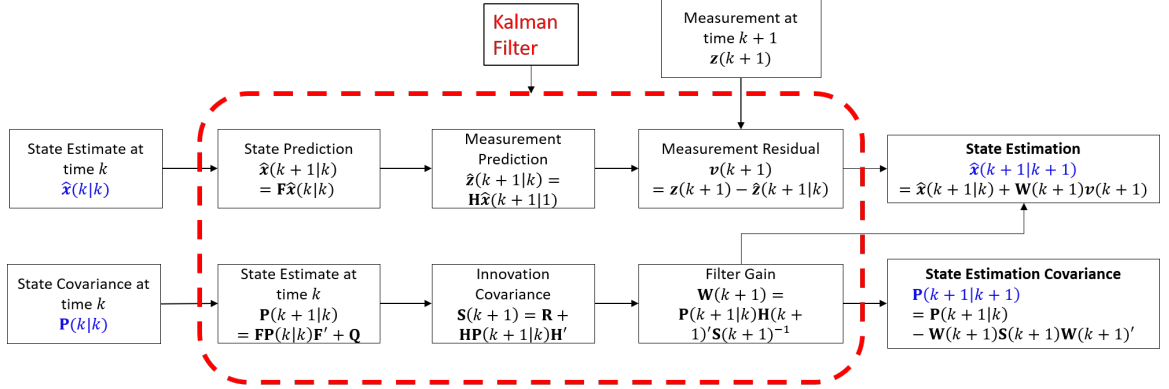 Kalman
Filter
Measurement at
time k + 1
z(k + 1)
State Estimate at
time k
x̂(k|k)
State Prediction
x̂(k + 1|k)
= Fx̂(k|k)
Measurement
Prediction
ẑ(k + 1|k) =
Hx̂(k + 1|1)
Measurement Residual
v(k + 1)
= z(k + 1) − ẑ(k + 1|k)
State Estimation
x̂(k + 1|k + 1)
= x̂(k + 1|k) + W(k + 1)v(k + 1)
State Covariance at
time k
P(k|k)
State Estimate at
time k
P(k + 1|k)
= FP(k|k)F′ + Q
Innovation
Covariance
S(k + 1) = R +
HP(k + 1|k)H′
Filter Gain
W(k + 1) =
P(k + 1|k)H(k +
1)′S(k + 1)⁻¹
State Estimation Covariance
P(k + 1|k + 1)
= P(k + 1|k)
− W(k + 1)S(k + 1)W(k + 1)′